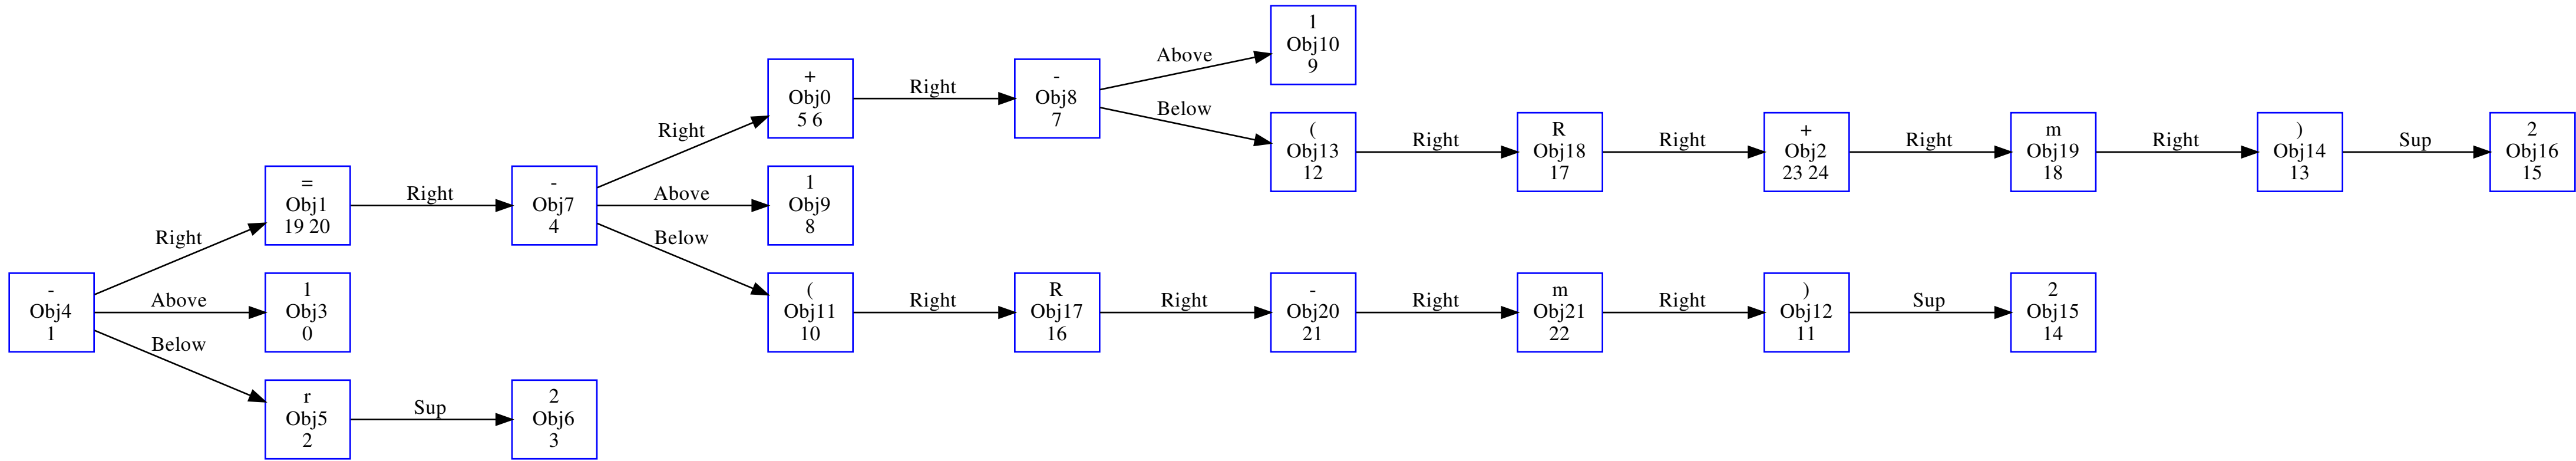 1
Obj10
9
+
Obj0
5 6
Right
-
Obj8
7
Above
Below
Right
(
Obj13
12
Right
R
Obj18
17
Right
+
Obj2
23 24
Right
m
Obj19
18
Right
)
Obj14
13
Sup
2
Obj16
15
=
Obj1
19 20
Right
-
Obj7
4
Above
1
Obj9
8
Right
Below
-
Obj4
1
Above
1
Obj3
0
(
Obj11
10
Right
R
Obj17
16
Right
-
Obj20
21
Right
m
Obj21
22
Right
)
Obj12
11
Sup
2
Obj15
14
Below
r
Obj5
2
Sup
2
Obj6
3